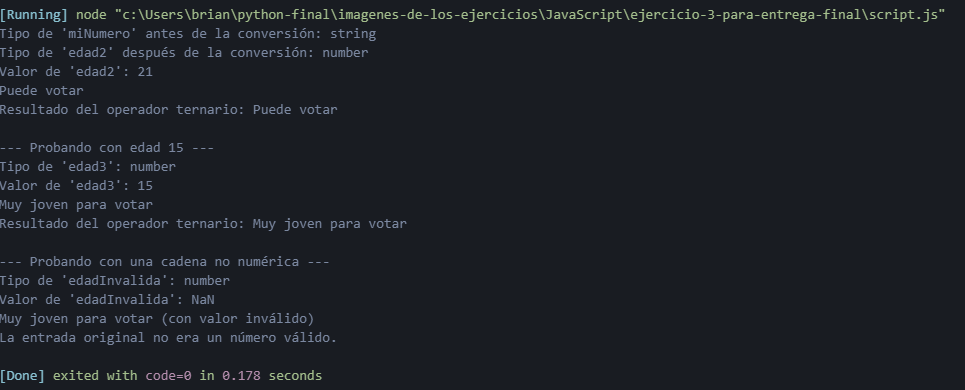 [Running] node "c:\Users\brian\python-final\imagenes-de-los-ejercicios\JavaScript\ejercicio-3-para-entrega-final\script.js"
Tipo de 'miNumero' antes de la conversión: string
Tipo de 'edad2' después de la conversión: number
Valor de 'edad2': 21
Puede votar
Resultado del operador ternario: Puede votar
--- Probando con edad 15 ---
Tipo de 'edad3': number
Valor de 'edad3': 15
Muy joven para votar
Resultado del operador ternario: Muy joven para votar
--- Probando con una cadena no numérica ---
Tipo de 'edadInvalida': number
Valor de 'edadInvalida': NaN
Muy joven para votar (con valor inválido)
La entrada original no era un número válido.
[Done] exited with code=0 in 0.178 seconds